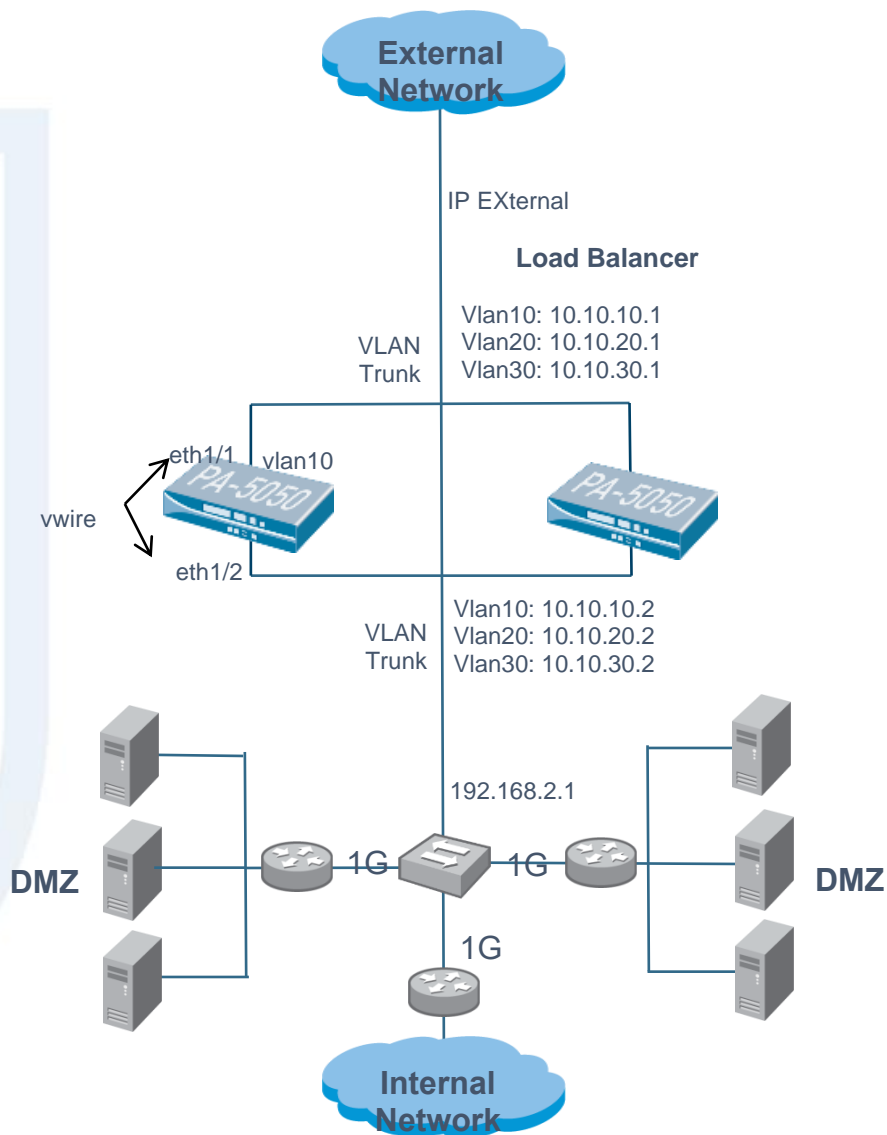 External
Network
IP EXternal
Load Balancer
Vlan10: 10.10.10.1
Vlan20: 10.10.20.1
Vlan30: 10.10.30.1
VLAN
Trunk
eth1/1
vlan10
PA-5050
PA-5050
vwire
eth1/2
Vlan10: 10.10.10.2
Vlan20: 10.10.20.2
Vlan30: 10.10.30.2
VLAN
Trunk
192.168.2.1
DMZ
1G
1G
DMZ
1G
Internal
Network